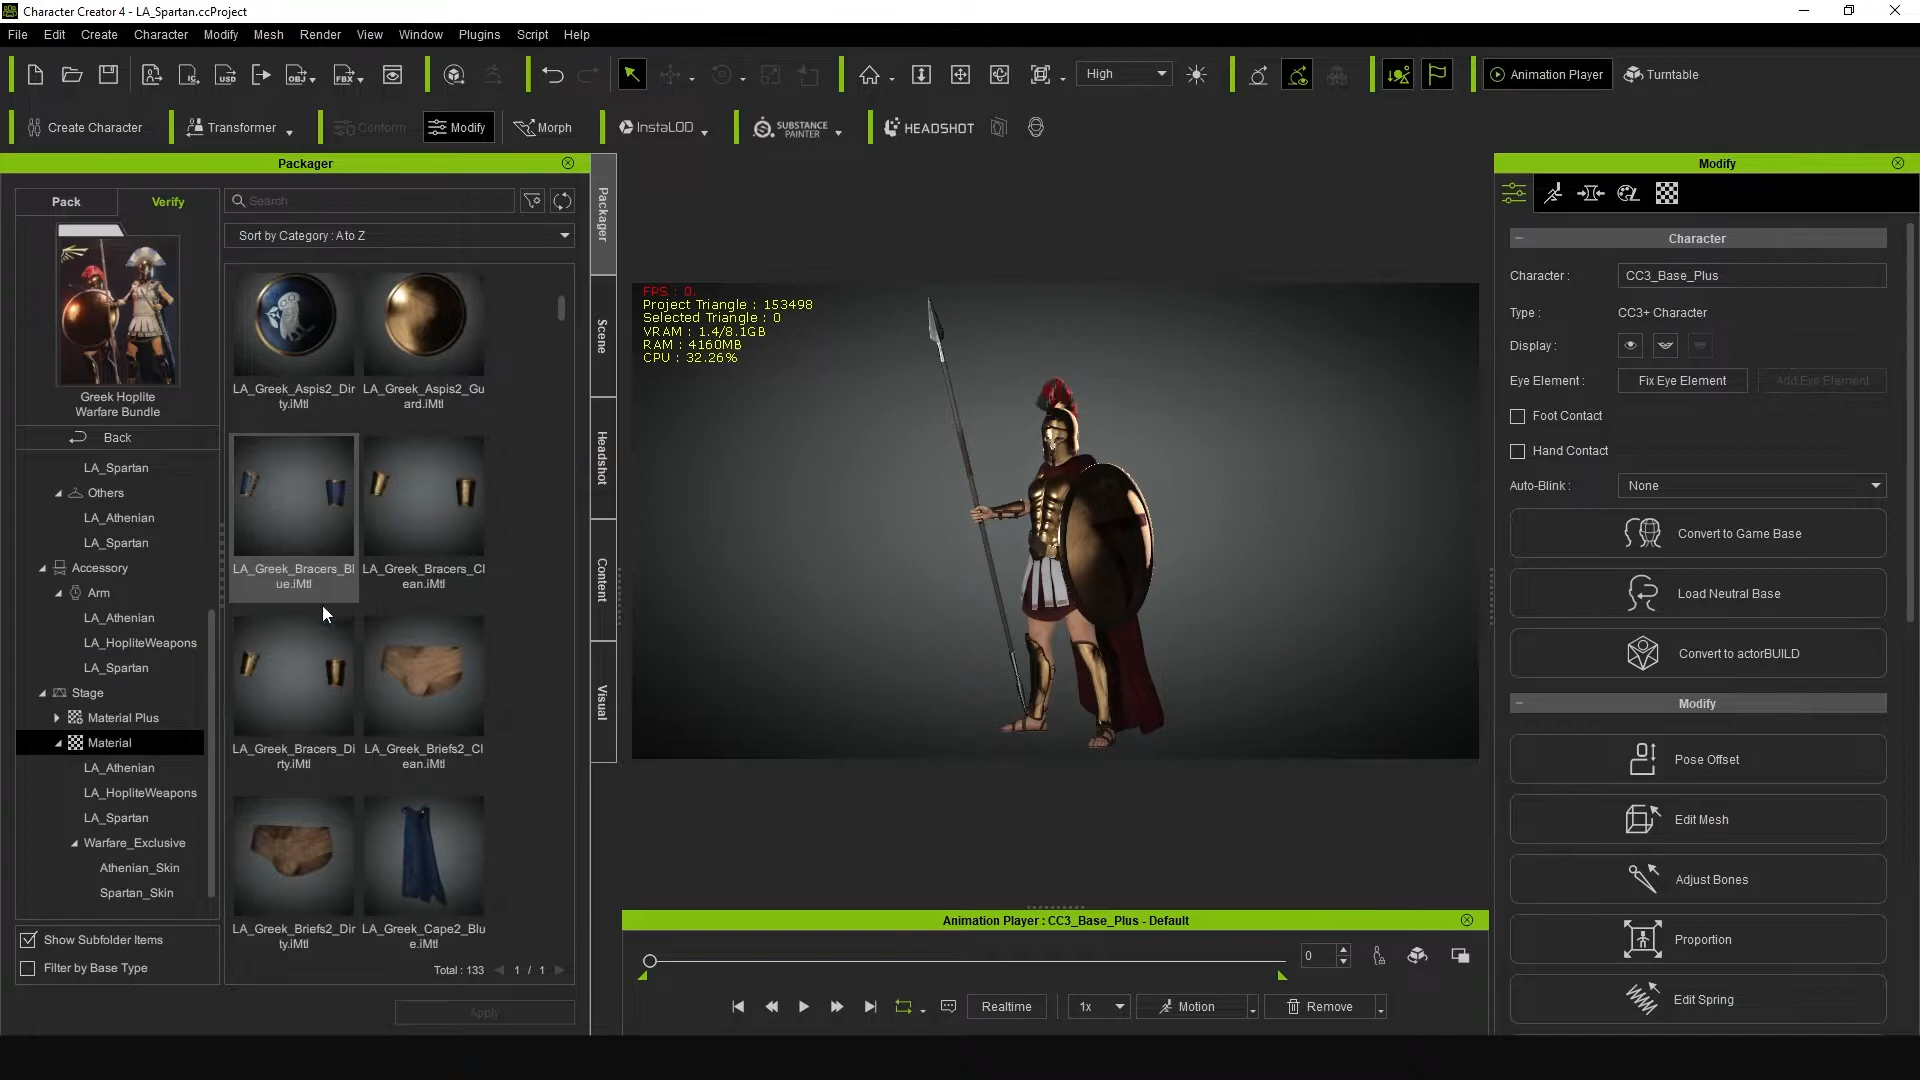 Character Creator 4 - LA_Spartan.ccProject
File Edit Create Character Modify Mesh Render View Window Plugins Script Help
IC USD OBJ FBX High Animation Player Turntable
Create Character Transformer Conform Modify Morph InstaLOD SUBSTANCE PAINTER HEADSHOT
Packager
Pack Verify
Search
Sort by Category : A to Z
Greek Hoplite
Warfare Bundle
Back
LA_Spartan
Others
LA_Athenian
LA_Spartan
Accessory
Arm
LA_Athenian
LA_HopliteWeapons
LA_Spartan
Stage
Material Plus
Material
LA_Athenian
LA_HopliteWeapons
LA_Spartan
Warfare_Exclusive
Athenian_Skin
Spartan_Skin
Show Subfolder Items
Filter by Base Type
LA_Greek_Aspis2_Dir
ty.iMtl
LA_Greek_Aspis2_Gu
ard.iMtl
LA_Greek_Bracers_Bl
ue.iMtl
LA_Greek_Bracers_Cl
ean.iMtl
LA_Greek_Bracers_Di
rty.iMtl
LA_Greek_Briefs2_Cl
ean.iMtl
LA_Greek_Briefs2_Dir
ty.iMtl
LA_Greek_Cape2_Blu
e.iMtl
Total : 133 1 / 1
Apply
Packager
Scene
Headshot
Content
Visual
FPS : 0.
Project Triangle : 153498
Selected Triangle : 0
VRAM : 1.4/8.1GB
RAM : 4160MB
CPU : 32.26%
Animation Player : CC3_Base_Plus - Default
0
Realtime 1x Motion Remove
Modify
Character
Character : CC3_Base_Plus
Type : CC3+ Character
Display :
Eye Element : Fix Eye Element Add Eye Element
Foot Contact
Hand Contact
Auto-Blink : None
Convert to Game Base
Load Neutral Base
Convert to actorBUILD
Modify
Pose Offset
Edit Mesh
Adjust Bones
Proportion
Edit Spring